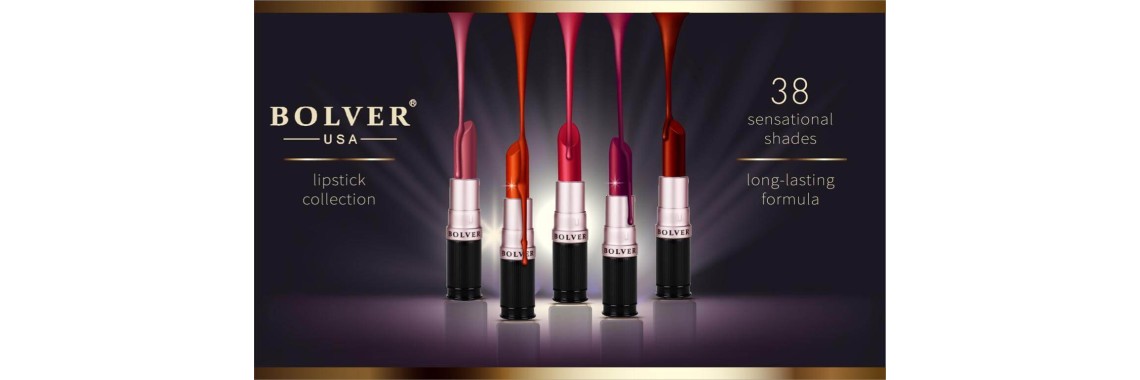 BOLVER®
USA
lipstick
collection
38
sensational
shades
long-lasting
formula
BOLVER
BOLVER
BOLVER
BOLVER
BOLVER